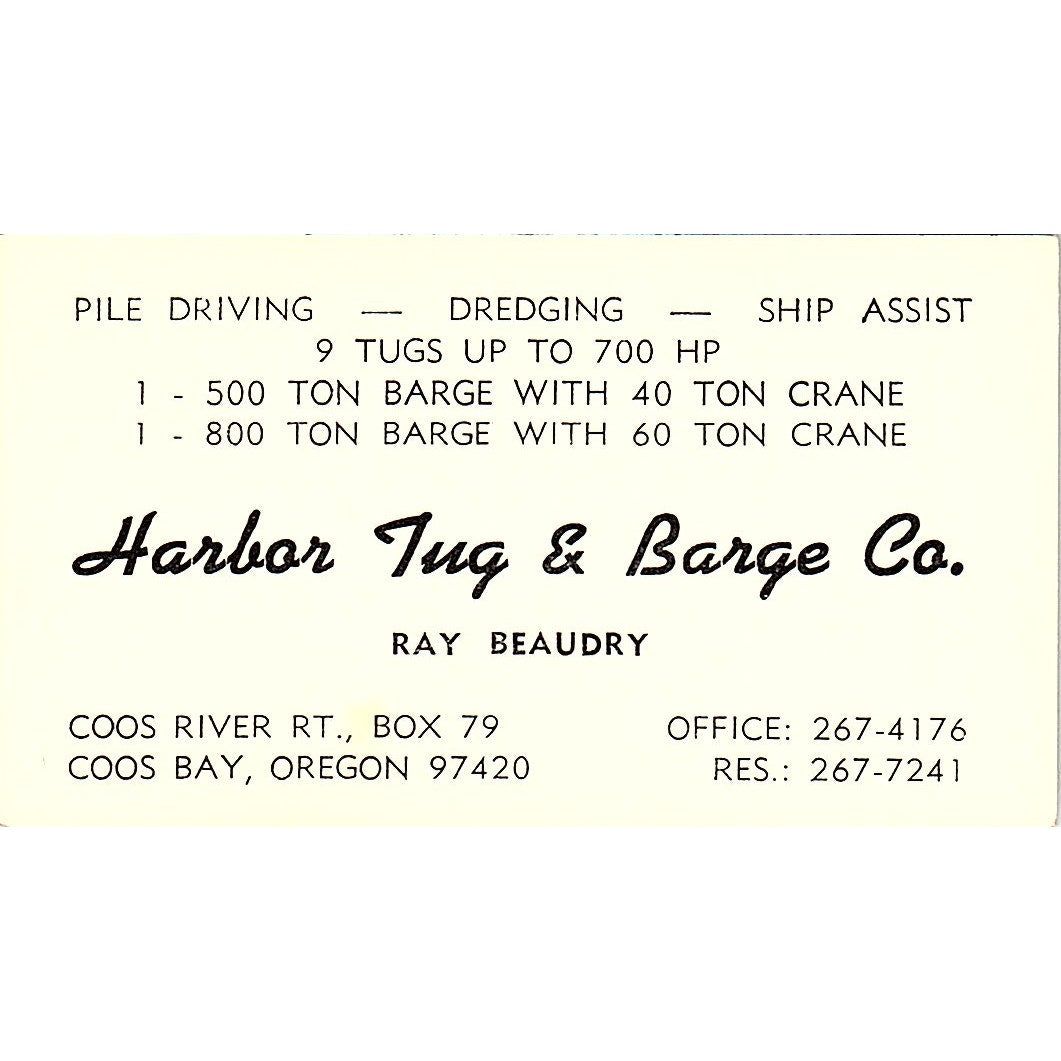 PILE DRIVING — DREDGING — SHIP ASSIST
9 TUGS UP TO 700 HP
1 - 500 TON BARGE WITH 40 TON CRANE
1 - 800 TON BARGE WITH 60 TON CRANE
Harbor Tug & Barge Co.
RAY BEAUDRY
COOS RIVER RT., BOX 79 OFFICE: 267-4176
COOS BAY, OREGON 97420 RES.: 267-7241